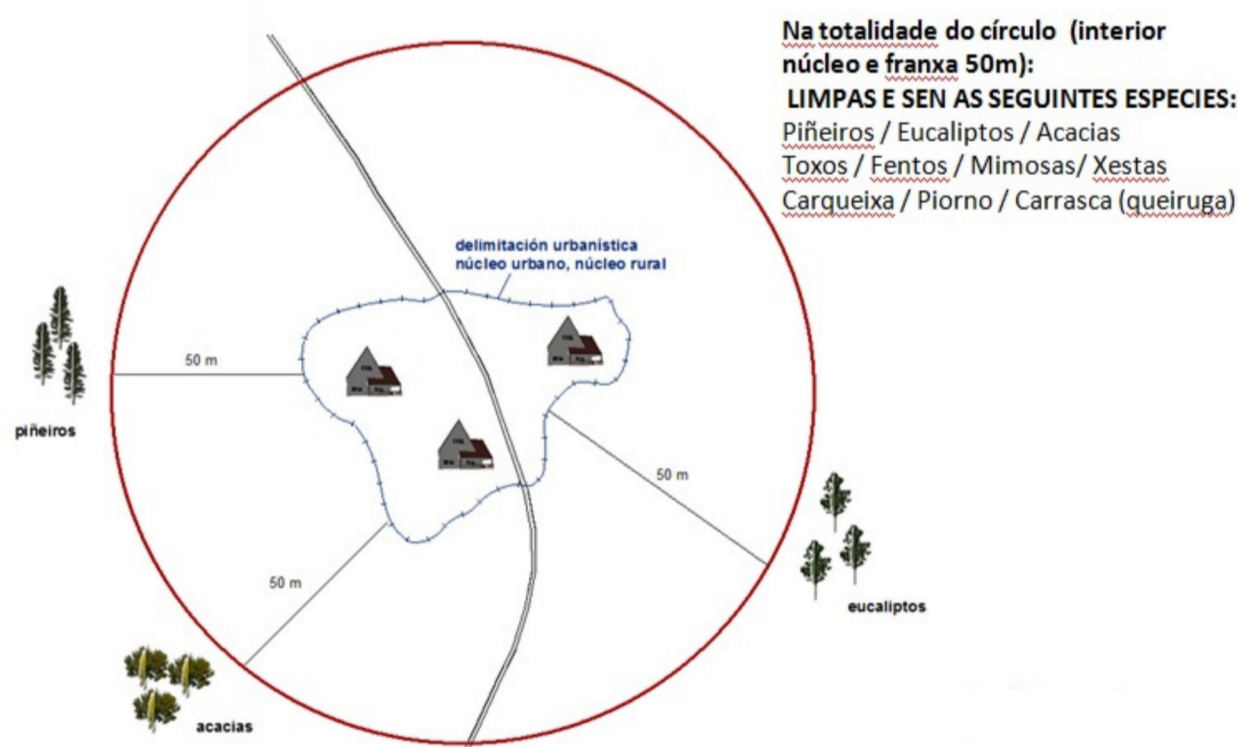 Na totalidade do círculo (interior
núcleo e franxa 50m):
LIMPAS E SEN AS SEGUINTES ESPECIES:
Piñeiros / Eucaliptos / Acacias
Toxos / Fentos / Mimosas/ Xestas
Carqueixa / Piorno / Carrasca (queiruga)
delimitación urbanística
núcleo urbano, núcleo rural
50 m
piñeiros
50 m
50 m
eucaliptos
acacias